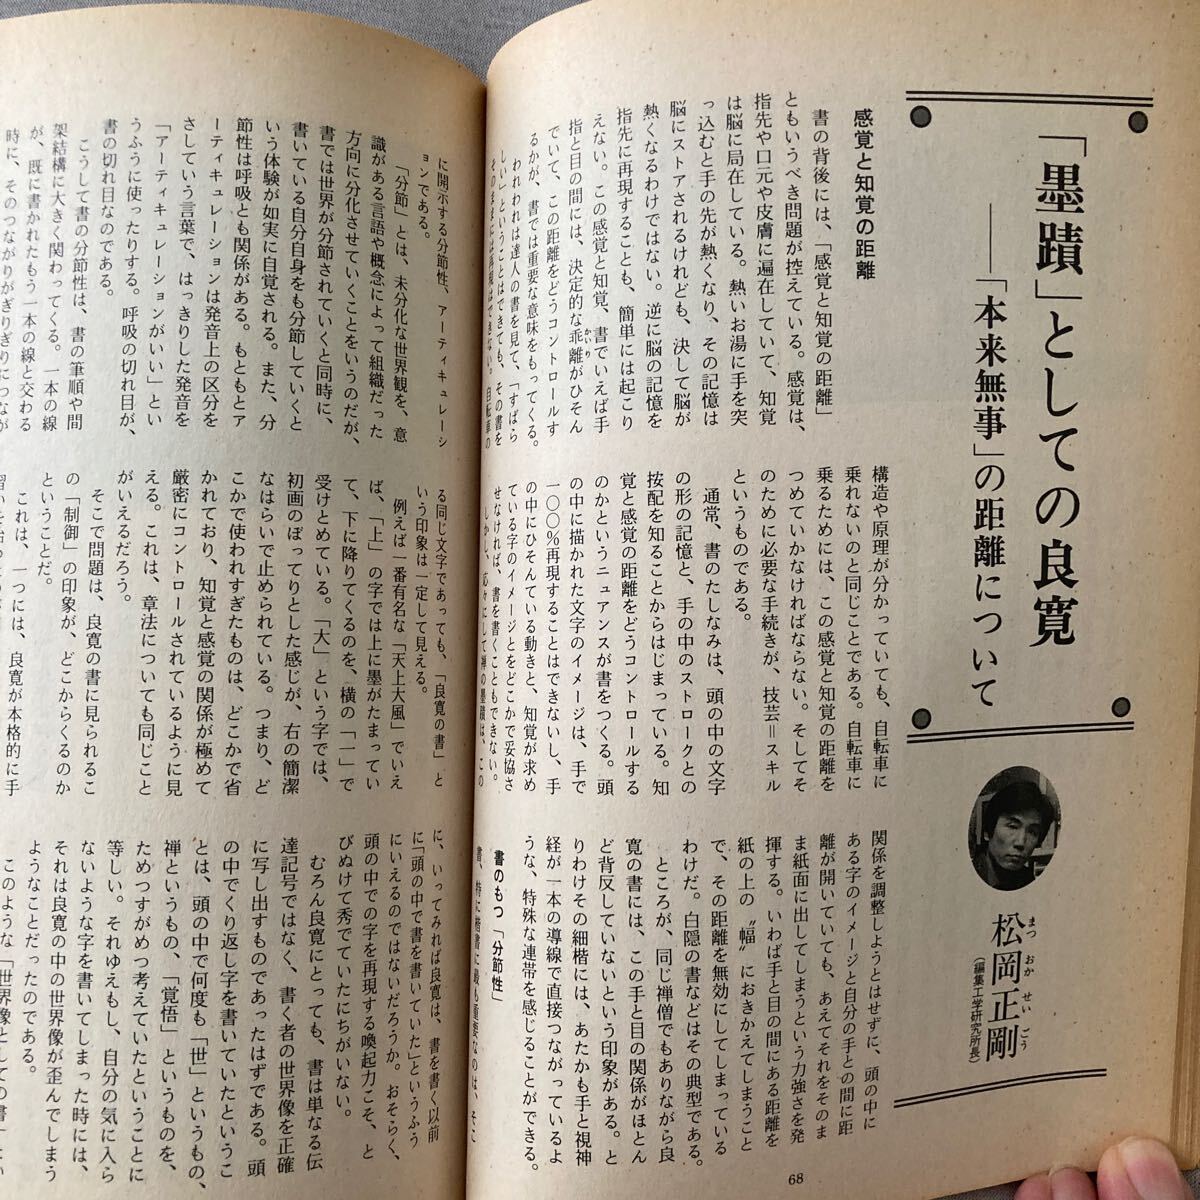 「墨蹟」としての良寛
――「本来無事」の距離について
松岡正剛
まつおかせいごう
(編集工学研究所長)
感覚と知覚の距離
書の背後には、「感覚と知覚の距離」
ともいうべき問題が控えている。感覚は、
指先や口元や皮膚に遍在していて、知覚
は脳に局在している。熱いお湯に手を突
っ込むと手の先が熱くなり、その記憶は
脳にストアされるけれども、決して脳が
熱くなるわけではない。逆に脳の記憶を
指先に再現することも、簡単には起こり
えない。この感覚と知覚、書でいえば手
指と目の間には、決定的な乖離がひそん
かいり
でいて、この距離をどうコントロールす
るかが、書では重要な意味をもってくる。
われわれは達人の書を見て、「すばら
しい」ということはできても、その書を
構造や原理が分かっていても、自転車に
乗れないのと同じことである。自転車に
乗るためには、この感覚と知覚の距離を
つめていかなければならない。そしてそ
のために必要な手続きが、技芸＝スキル
というものである。
通常、書のたしなみは、頭の中の文字
の形の記憶と、手の中のストロークとの
按配を知ることからはじまっている。知
覚と感覚の距離をどうコントロールする
のかというニュアンスが書をつくる。頭
の中に描かれた文字のイメージは、手で
一〇〇％再現することはできないし、手
の中にひそんでいる動きと、知覚が求め
ている字のイメージとをどこかで妥協さ
せなければ、書を書くこともできない。
しかし、応々にして禅の墨蹟は、この
関係を調整しようとはせずに、頭の中に
ある字のイメージと自分の手との間に距
離が開いていても、あえてそれをそのま
ま紙面に出してしまうという力強さを発
揮する。いわば手と目の間にある距離を
紙の上の〝幅〟におきかえてしまうこと
で、その距離を無効にしてしまっている
わけだ。白隠の書などはその典型である。
ところが、同じ禅僧でもありながら良
寛の書には、この手と目の関係がほとん
ど背反していないという印象がある。と
りわけその細楷には、あたかも手と視神
経が一本の導線で直接つながっているよ
うな、特殊な連帯を感じることができる。
書のもつ「分節性」
書、特に楷書に最も重要なのは、そこ
68
に開示する分節性、アーティキュレーシ
ョンである。
「分節」とは、未分化な世界観を、意
識がある言語や概念によって組織だった
方向に分化させていくことをいうのだが、
書では世界が分節されていくと同時に、
書いている自分自身をも分節していくと
いう体験が如実に自覚される。また、分
節性は呼吸とも関係がある。もともとア
ーティキュレーションは発音上の区分を
さしていう言葉で、はっきりした発音を
「アーティキュレーションがいい」とい
うふうに使ったりする。呼吸の切れ目が、
書の切れ目なのである。
こうして書の分節性は、書の筆順や間
架結構に大きく関わってくる。一本の線
が、既に書かれたもう一本の線と交わる
時に、そのつながりがぎりぎりにつなが
る同じ文字であっても、「良寛の書」と
いう印象は一定して見える。
例えば一番有名な「天上大風」でいえ
ば、「上」の字では上に墨がたまってい
て、下に降りてくるのを、横の「一」で
受けとめている。「大」という字では、
初画のぼってりとした感じが、右の簡潔
なはらいで止められている。つまり、ど
こかで使われすぎたものは、どこかで省
かれており、知覚と感覚の関係が極めて
厳密にコントロールされているように見
える。これは、章法についても同じこと
がいえるだろう。
そこで問題は、良寛の書に見られるこ
の「制御」の印象が、どこからくるのか
ということだ。
これは、一つには、良寛が本格的に手
に、いってみれば良寛は、書を書く以前
に「頭の中で書を書いていた」というふう
にいえるのではないだろうか。おそらく、
頭の中での字を再現する喚起力こそ、と
びぬけて秀でていたにちがいない。
むろん良寛にとっても、書は単なる伝
達記号ではなく、書く者の世界像を正確
に写し出すものであったはずである。頭
の中でくり返し字を書いていたというこ
とは、頭の中で何度も「世」というもの、
禅というもの、「覚悟」というものを、
ためつすがめつ考えていたということに
等しい。それゆえもし、自分の気に入ら
ないような字を書いてしまった時には、
それは良寛の中の世界像が歪んでしまう
ようなことだったのである。
このような「世界像としての書」